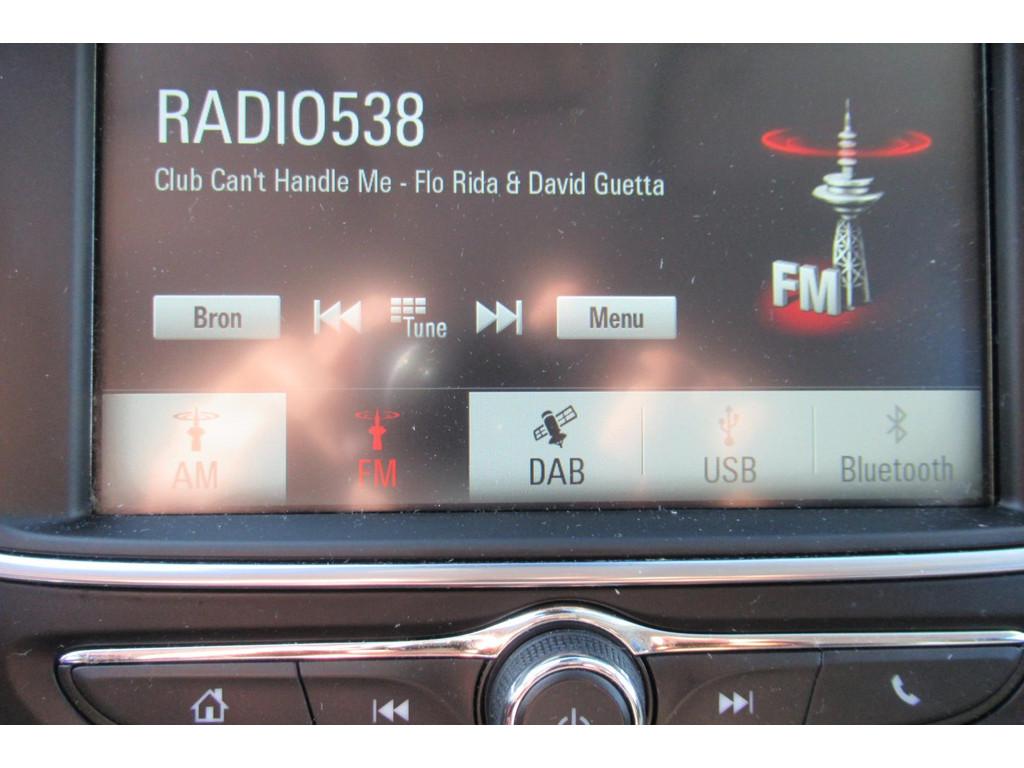 RADIO538
Club Can't Handle Me - Flo Rida & David Guetta
FM
Bron Tune Menu
AM FM DAB USB Bluetooth